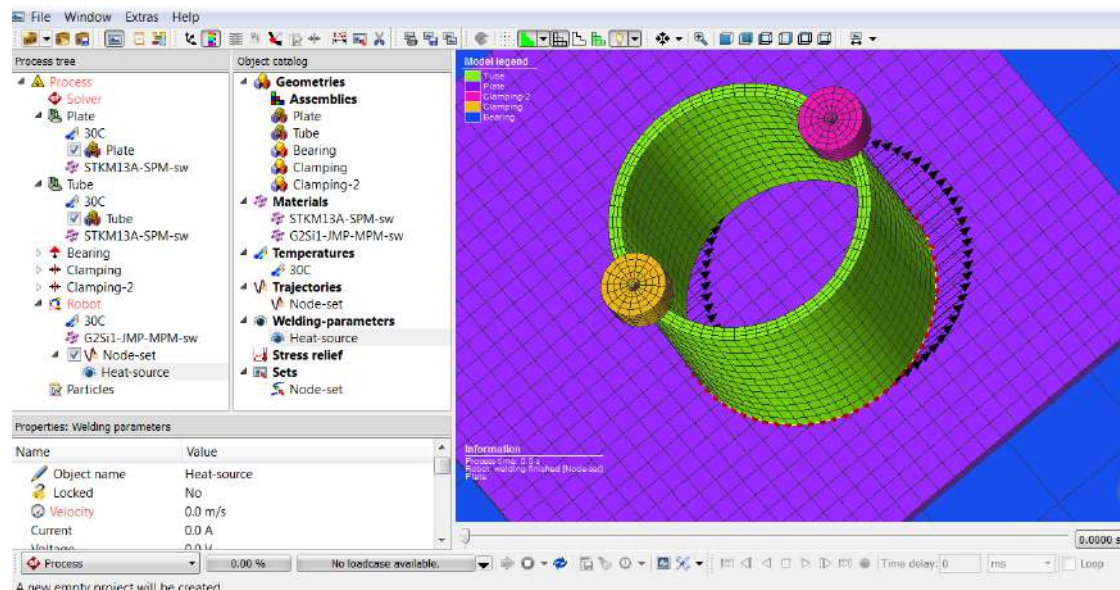 File Window Extras Help
Process tree
Process
Solver
Plate
30C
Plate
STKM13A-SPM-sw
Tube
30C
Tube
STKM13A-SPM-sw
Bearing
Clamping
Clamping-2
Robot
30C
G2Si1-JMP-MPM-sw
Node-set
Heat-source
Particles
Object catalog
Geometries
Assemblies
Plate
Tube
Bearing
Clamping
Clamping-2
Materials
STKM13A-SPM-sw
G2Si1-JMP-MPM-sw
Temperatures
30C
Trajectories
Node-set
Welding-parameters
Heat-source
Stress relief
Sets
Node-set
Model legend
Tube
Plate
Clamping-2
Clamping
Bearing
Information
Process time: 0.0 s
Robot: welding finished [Node-set]
Plate
Properties: Welding parameters
Name Value
Object name Heat-source
Locked No
Velocity 0.0 m/s
Current 0.0 A
Voltage 0.0 V
0.0000 s
Process 0.00 % No loadcase available. Time delay: 0 ms Loop
A new empty project will be created